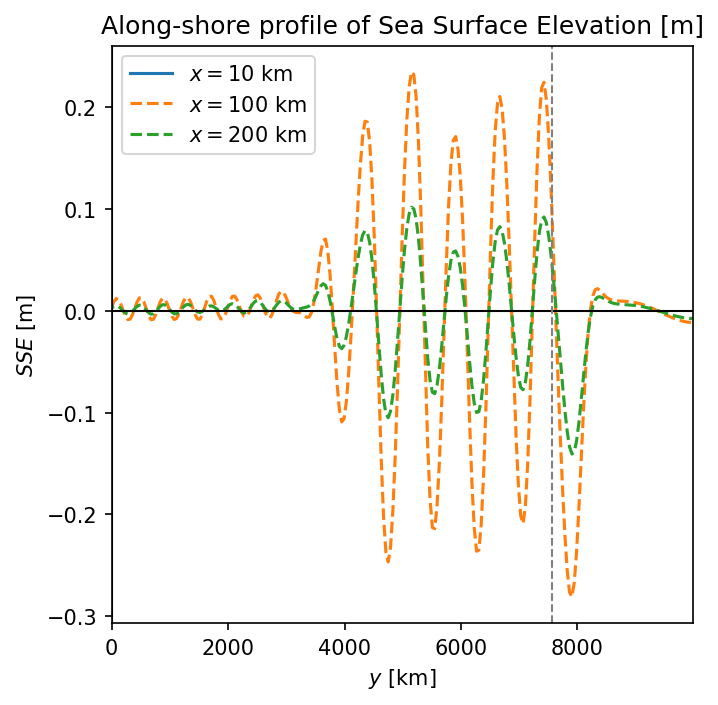 Along-shore profile of Sea Surface Elevation [m]
x = 10 km
x = 100 km
x = 200 km
0.2
0.1
0.0
−0.1
−0.2
−0.3
SSE [m]
0 2000 4000 6000 8000
y [km]